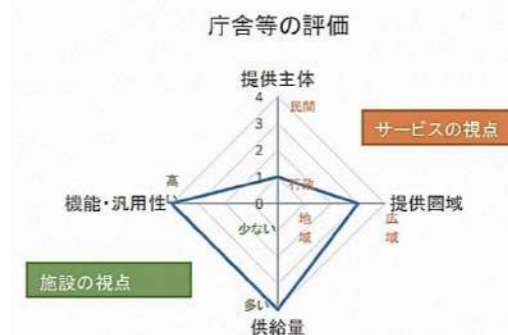 庁舎等の評価
提供主体
4
民間
3
サービスの視点
2
高い
1
行政
機能・汎用性
0
提供圏域
地域
広域
少ない
施設の視点
多い
供給量